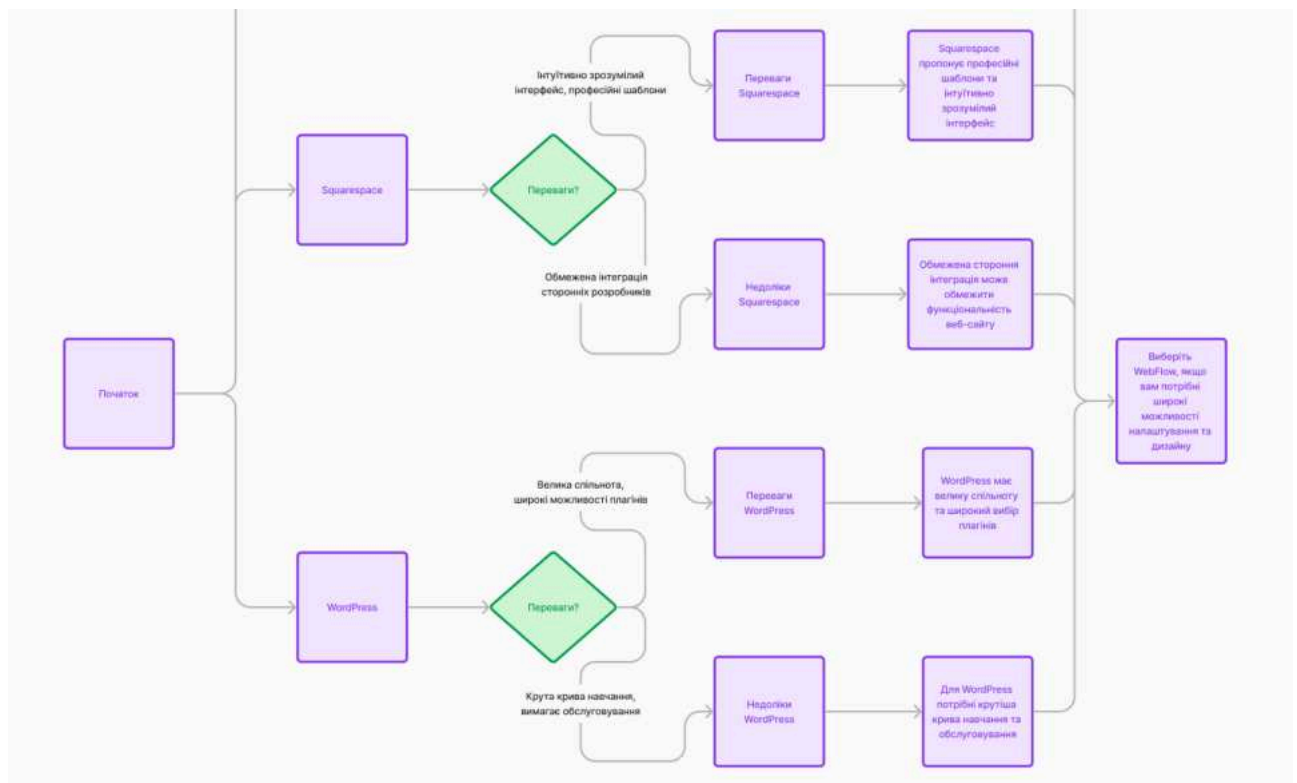 Інтуїтивно зрозумілий
інтерфейс, професійні шаблони
Переваги
Squarespace
Squarespace
пропонує професійні
шаблони та
інтуїтивно
зрозумілий
інтерфейс
Squarespace
Переваги?
Обмежена інтеграція
сторонніх розробників
Недоліки
Squarespace
Обмежена стороння
інтеграція може
обмежити
функціональність
веб-сайту
Початок
Виберіть
WebFlow, якщо
вам потрібні
широкі
можливості
налаштування та
дизайну
Велика спільнота,
широкі можливості плагінів
Переваги
WordPress
WordPress має
велику спільноту
та широкий вибір
плагінів
WordPress
Переваги?
Крута крива навчання,
вимагає обслуговування
Недоліки
WordPress
Для WordPress
потрібні крутіша
крива навчання та
обслуговування